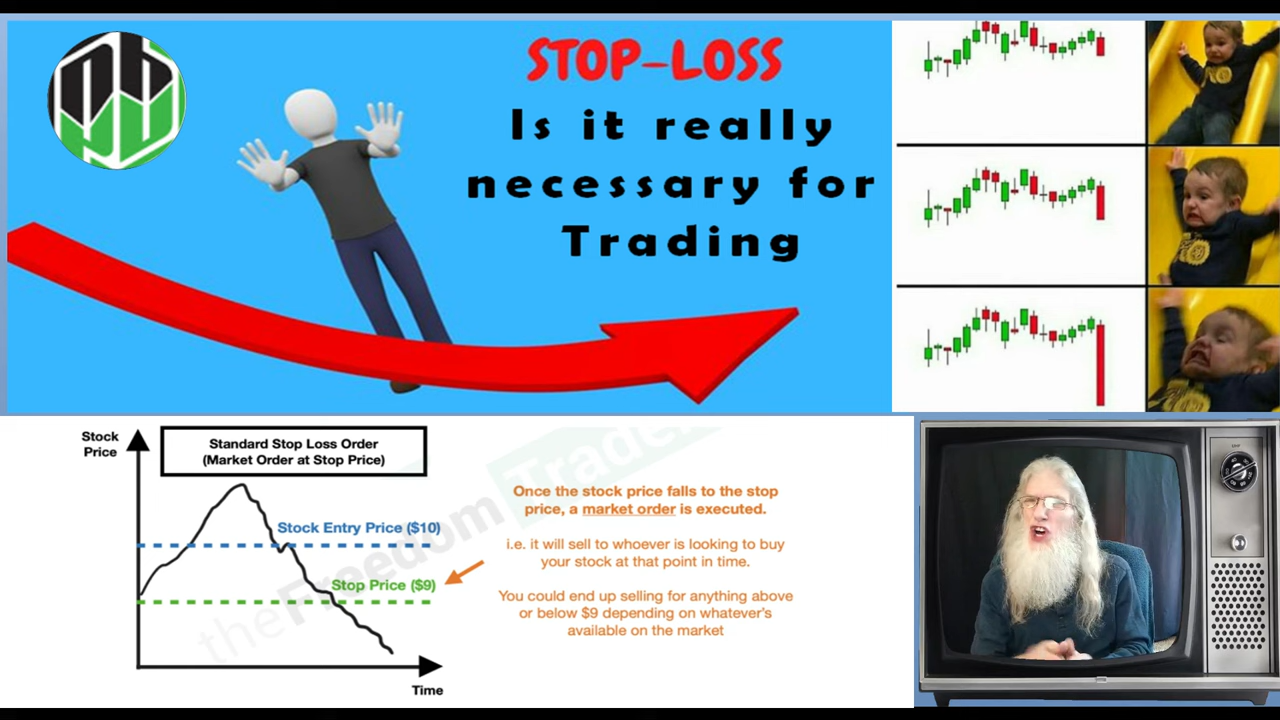 STOP-LOSS
Is it really
necessary for
Trading
Stock
Price
Standard Stop Loss Order
(Market Order at Stop Price)
Stock Entry Price ($10)
Stop Price ($9)
Time
Once the stock price falls to the stop
price, a market order is executed.
i.e. it will sell to whoever is looking to buy
your stock at that point in time.
You could end up selling for anything above
or below $9 depending on whatever's
available on the market
theFreedomTrader